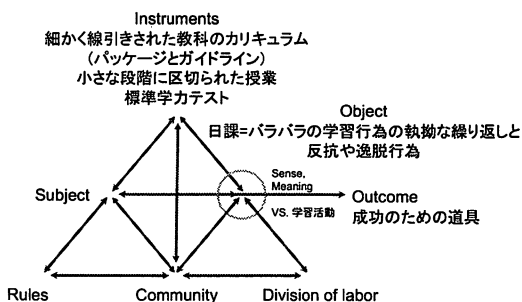 Instruments
細かく線引きされた教科のカリキュラム
(パッケージとガイドライン)
小さな段階に区切られた授業
標準学力テスト
Object
日課=バラバラの学習行為の執拗な繰り返しと
反抗や逸脱行為
Sense,
Meaning
Subject
Outcome
VS. 学習活動
成功のための道具
Rules
Community
Division of labor